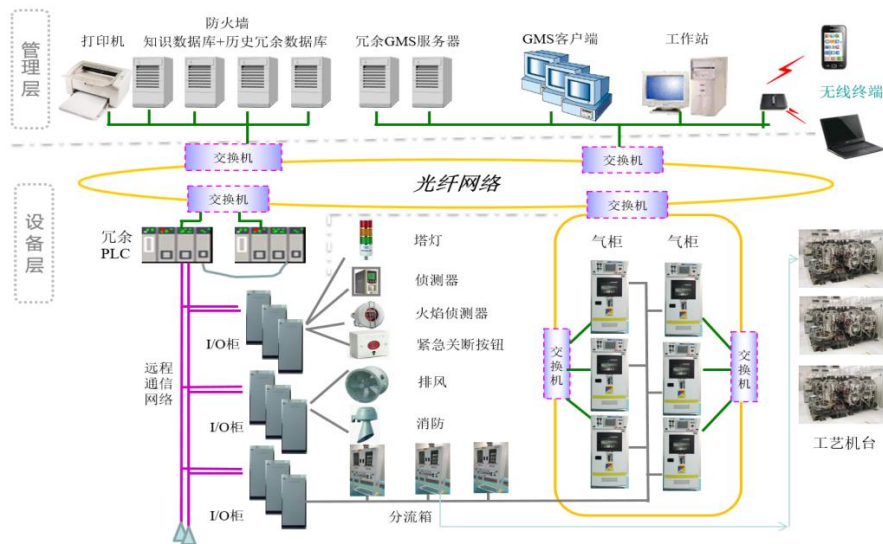 管理层
防火墙
打印机
知识数据库+历史冗余数据库
冗余GMS服务器
GMS客户端
工作站
无线终端
交换机
交换机
光纤网络
交换机
交换机
设备层
冗余
PLC
塔灯
气柜
气柜
侦测器
火焰侦测器
I/O柜
紧急关断按钮
交换机
交换机
远程
通信
网络
排风
I/O柜
消防
工艺机台
I/O柜
分流箱